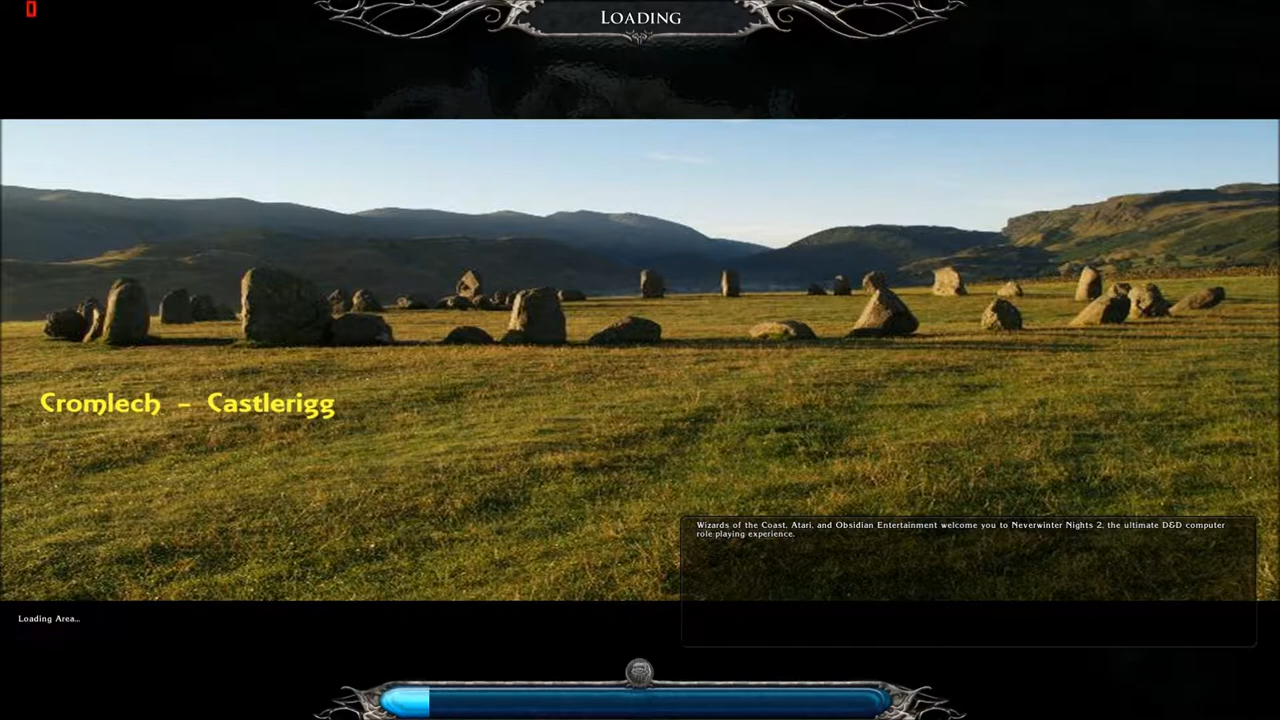 0
LOADING
Cromlech - Castlerigg
Wizards of the Coast, Atari, and Obsidian Entertainment welcome you to Neverwinter Nights 2, the ultimate D&D computer
role playing experience.
Loading Area...